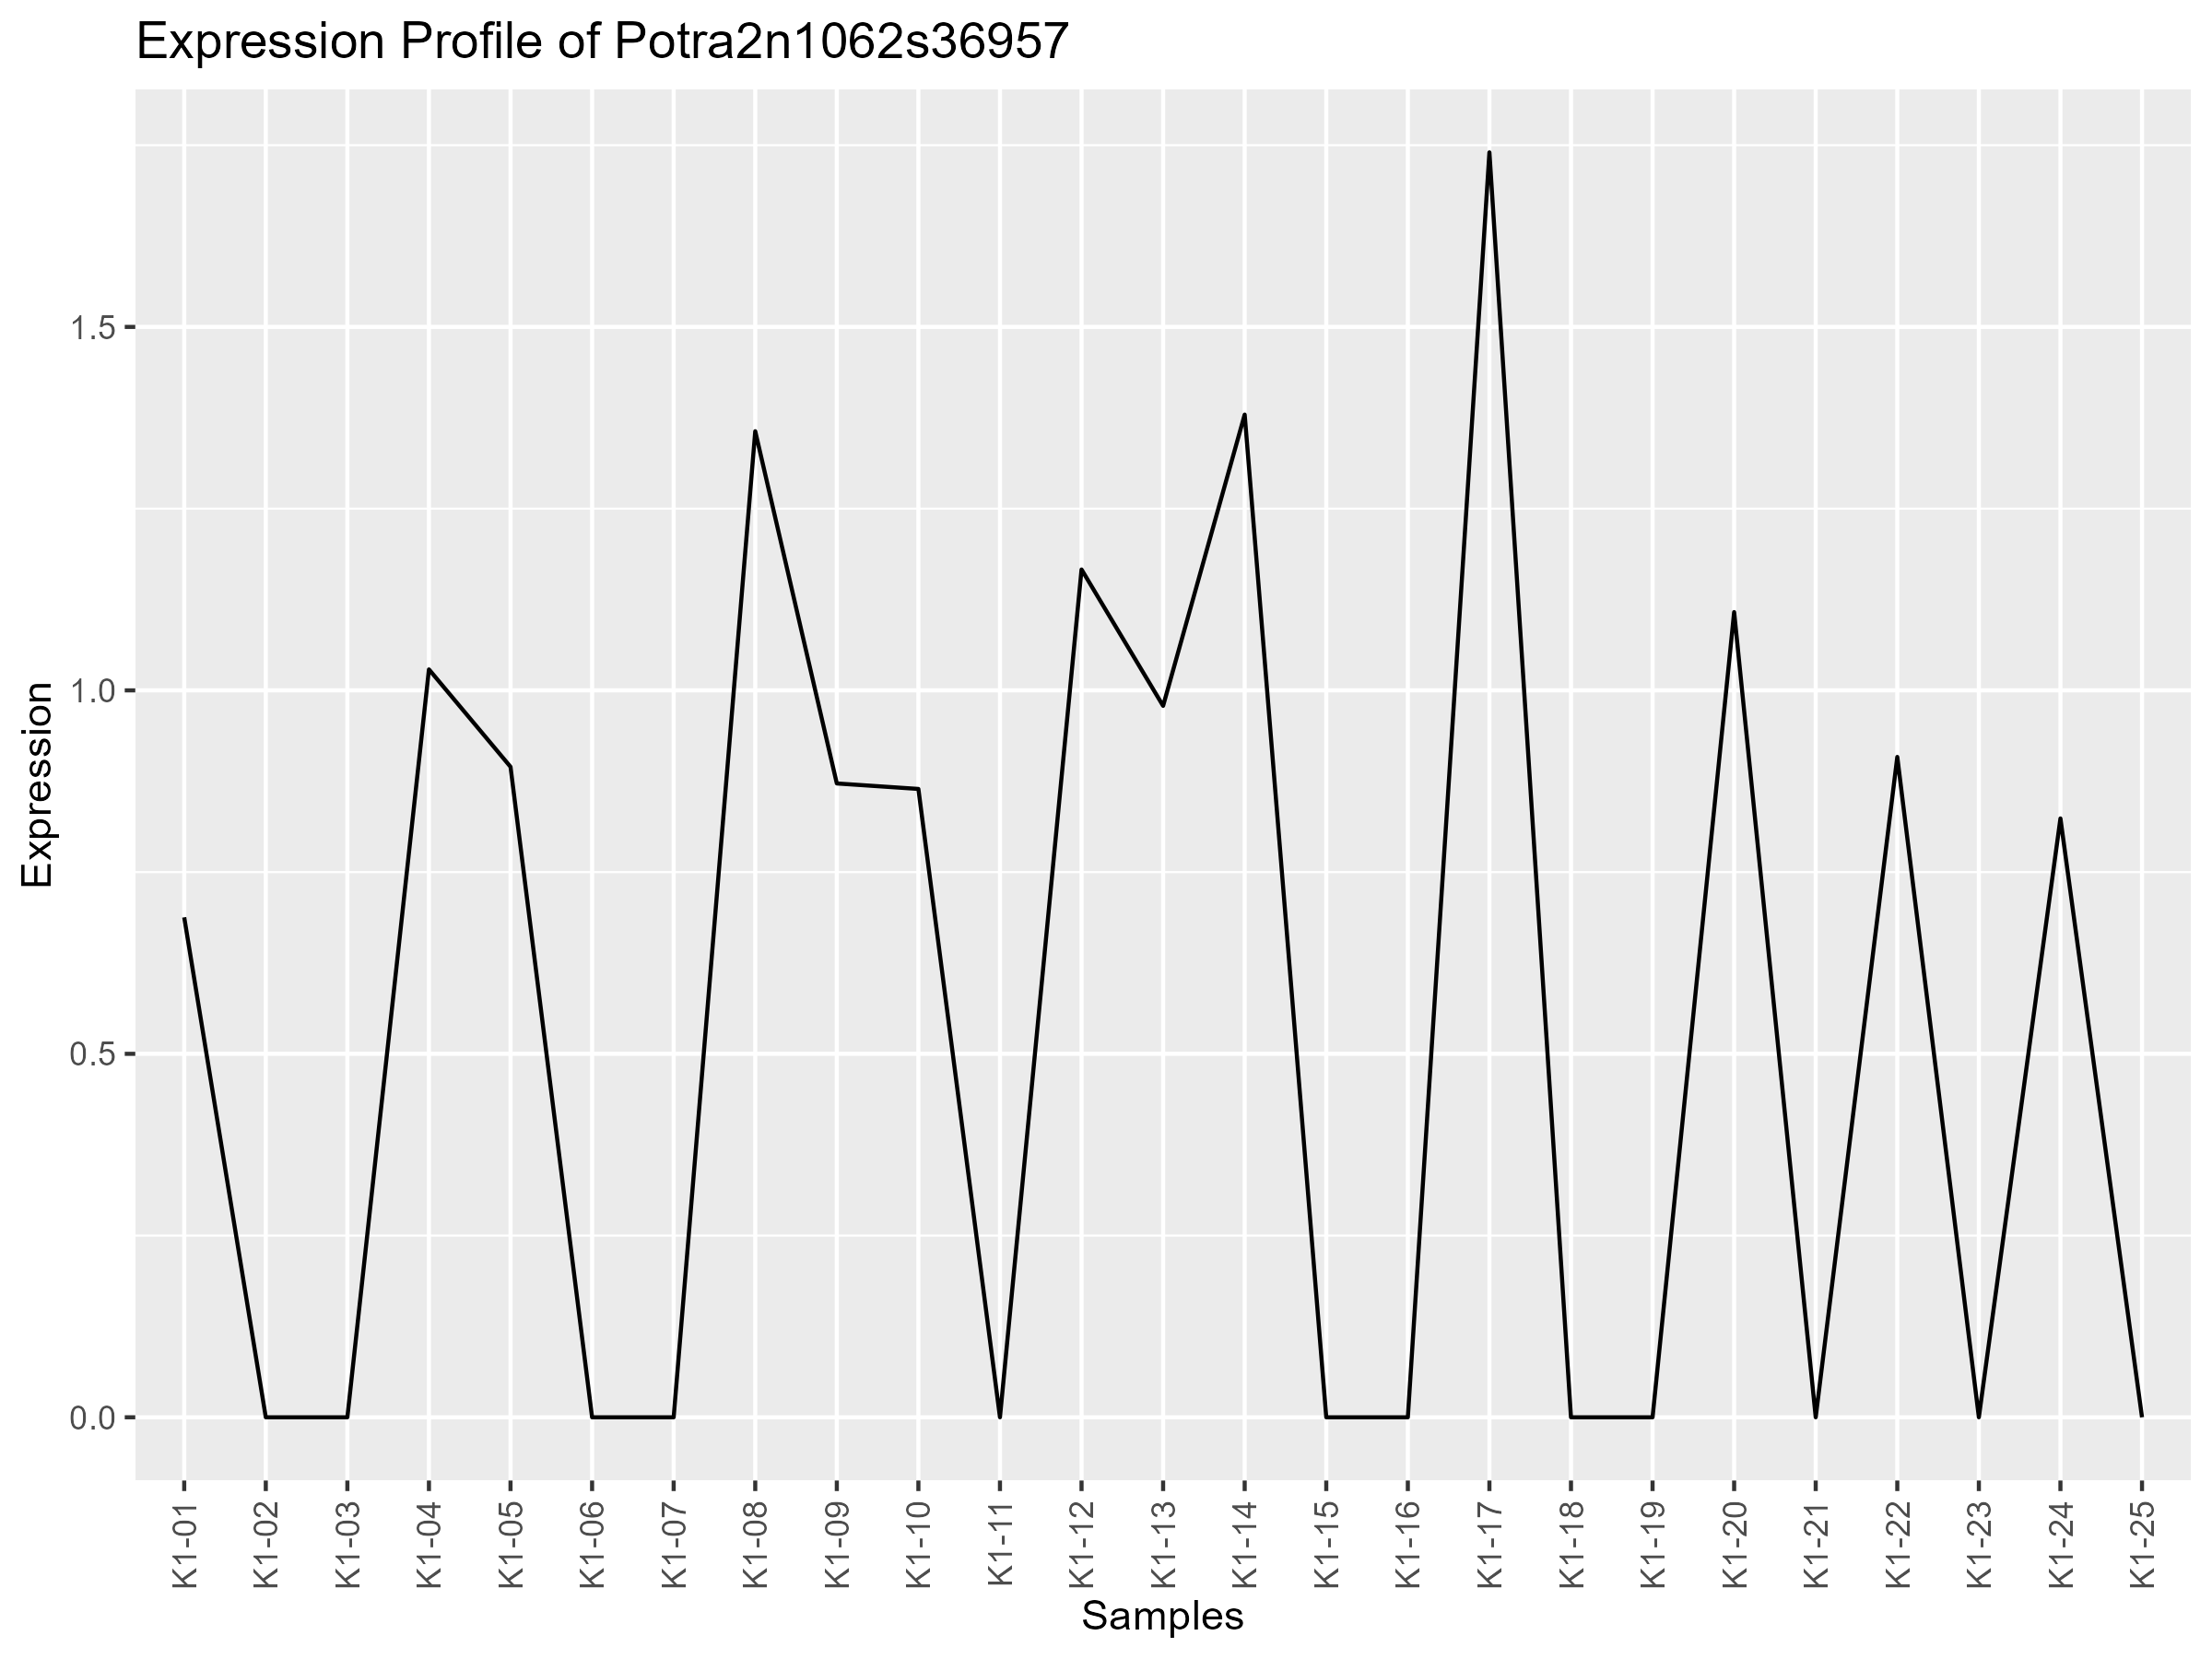 Expression Profile of Potra2n1062s36957
Expression
1.5
1.0
0.5
0.0
K1-01
K1-02
K1-03
K1-04
K1-05
K1-06
K1-07
K1-08
K1-09
K1-10
K1-11
K1-12
K1-13
K1-14
K1-15
K1-16
K1-17
K1-18
K1-19
K1-20
K1-21
K1-22
K1-23
K1-24
K1-25
Samples